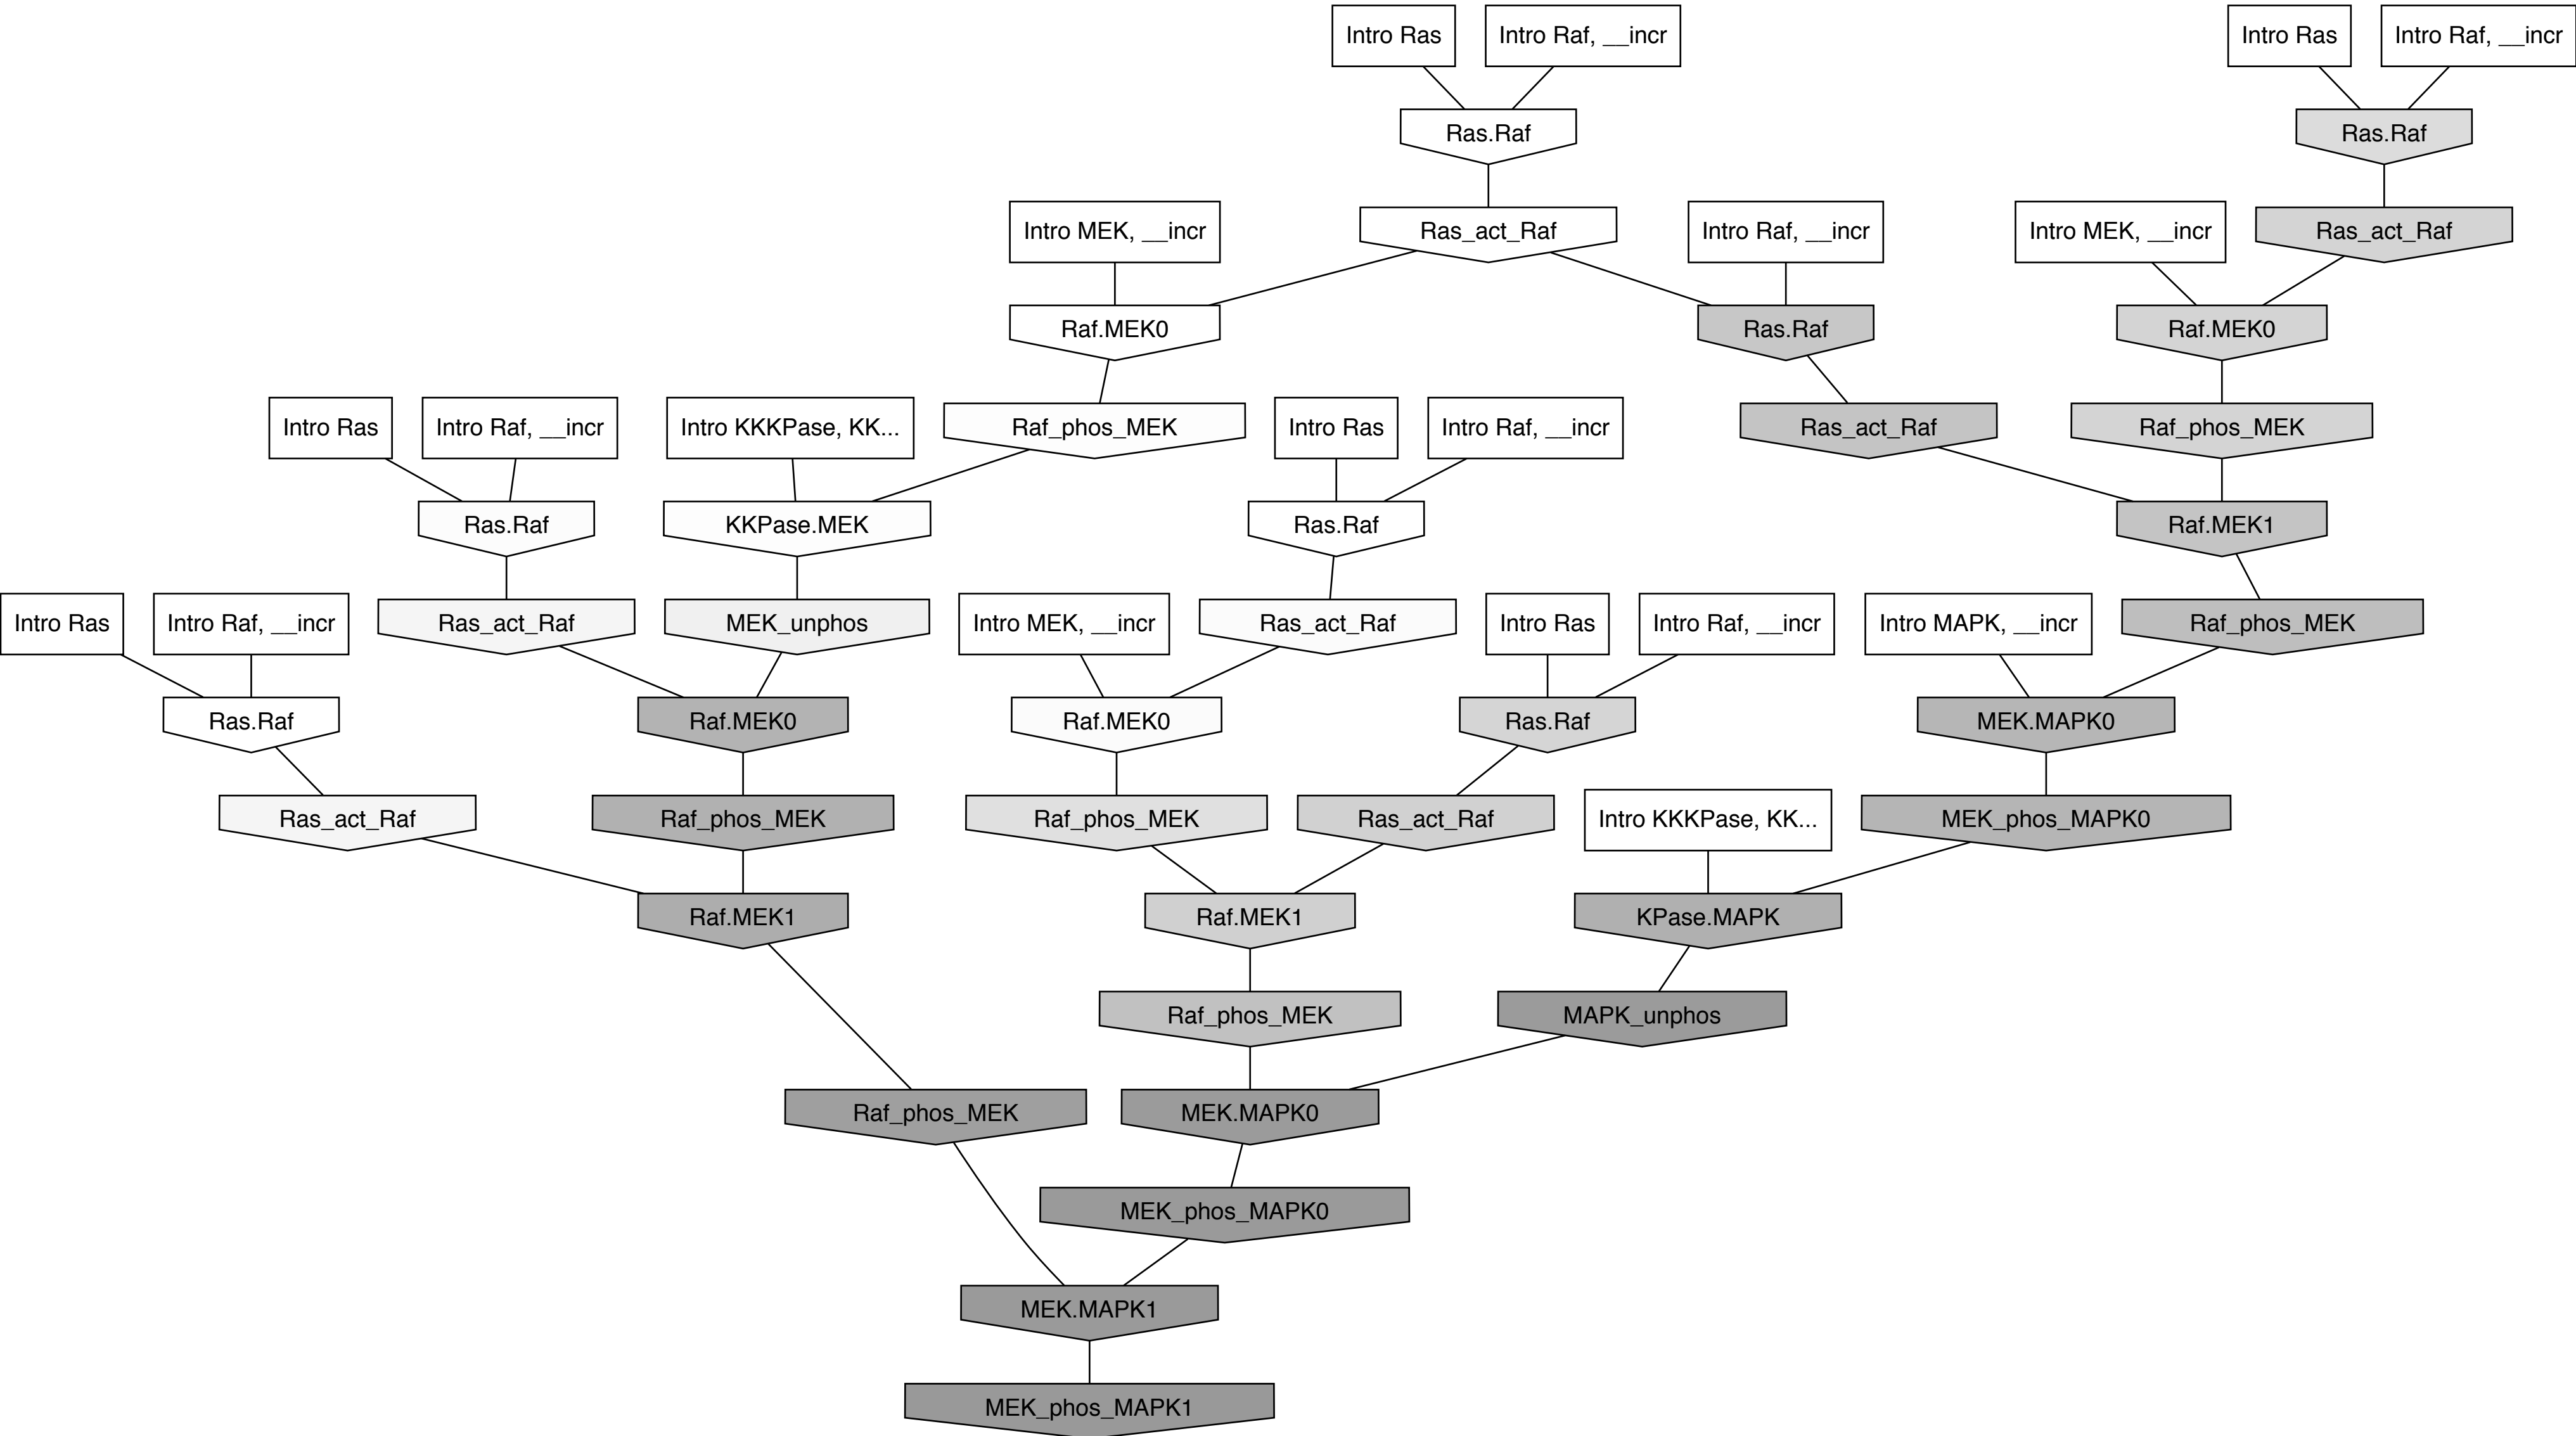 Intro Ras
Intro Raf, __incr
Intro Ras
Intro Raf, __incr
Ras.Raf
Ras.Raf
Intro MEK, __incr
Ras_act_Raf
Intro Raf, __incr
Intro MEK, __incr
Ras_act_Raf
Raf.MEK0
Ras.Raf
Raf.MEK0
Intro Ras
Intro Raf, __incr
Intro KKKPase, KK...
Raf_phos_MEK
Intro Ras
Intro Raf, __incr
Ras_act_Raf
Raf_phos_MEK
Ras.Raf
KKPase.MEK
Ras.Raf
Raf.MEK1
Intro Ras
Intro Raf, __incr
Ras_act_Raf
MEK_unphos
Intro MEK, __incr
Ras_act_Raf
Intro Ras
Intro Raf, __incr
Intro MAPK, __incr
Raf_phos_MEK
Ras.Raf
Raf.MEK0
Raf.MEK0
Ras.Raf
MEK.MAPK0
Ras_act_Raf
Raf_phos_MEK
Raf_phos_MEK
Ras_act_Raf
Intro KKKPase, KK...
MEK_phos_MAPK0
Raf.MEK1
Raf.MEK1
KPase.MAPK
Raf_phos_MEK
MAPK_unphos
Raf_phos_MEK
MEK.MAPK0
MEK_phos_MAPK0
MEK.MAPK1
MEK_phos_MAPK1